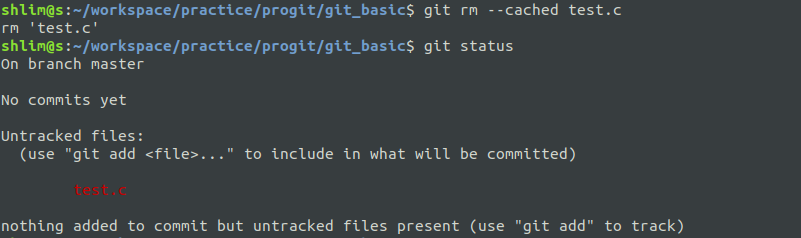 shlim@s:~/workspace/practice/progit/git_basic$ git rm --cached test.c
rm 'test.c'
shlim@s:~/workspace/practice/progit/git_basic$ git status
On branch master
No commits yet
Untracked files:
(use "git add <file>..." to include in what will be committed)
test.c
nothing added to commit but untracked files present (use "git add" to track)